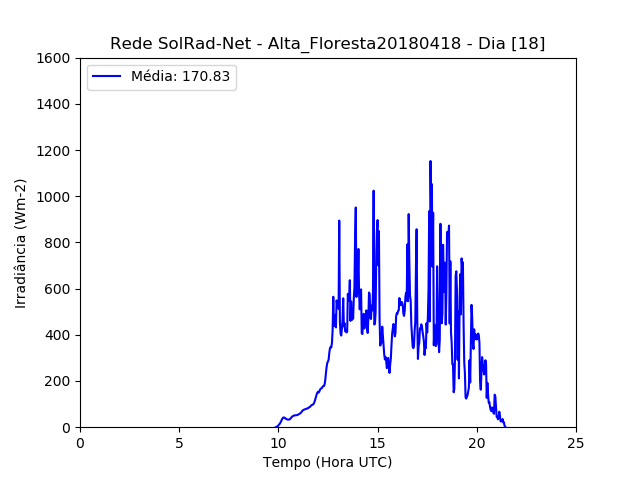 Rede SolRad-Net - Alta_Floresta20180418 - Dia [18]
Média: 170.83
Irradiância (Wm-2)
1600
1400
1200
1000
800
600
400
200
0
0 5 10 15 20 25
Tempo (Hora UTC)